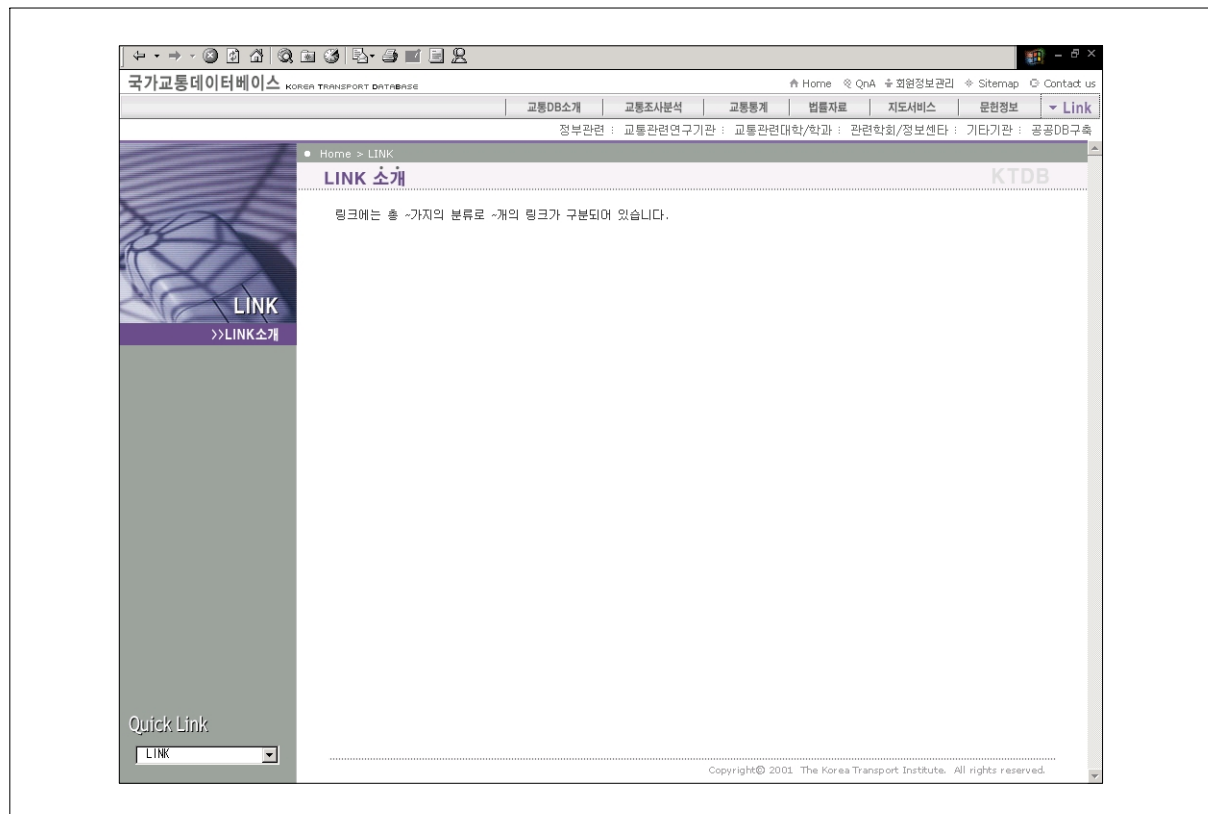 국가교통데이터베이스 KOREA TRANSPORT DATABASE
Home QnA 회원정보관리 Sitemap Contact us
교통DB소개 교통조사분석 교통통계 법률자료 지도서비스 문헌정보 Link
정부관련 : 교통관련연구기관 : 교통관련대학/학과 : 관련학회/정보센타 : 기타기관 : 공공DB구축
Home > LINK
LINK 소개 KTDB
링크에는 총 ~가지의 분류로 ~개의 링크가 구분되어 있습니다.
LINK
>>LINK소개
Quick Link
LINK
Copyright© 2001 The Korea Transport Institute. All rights reserved.